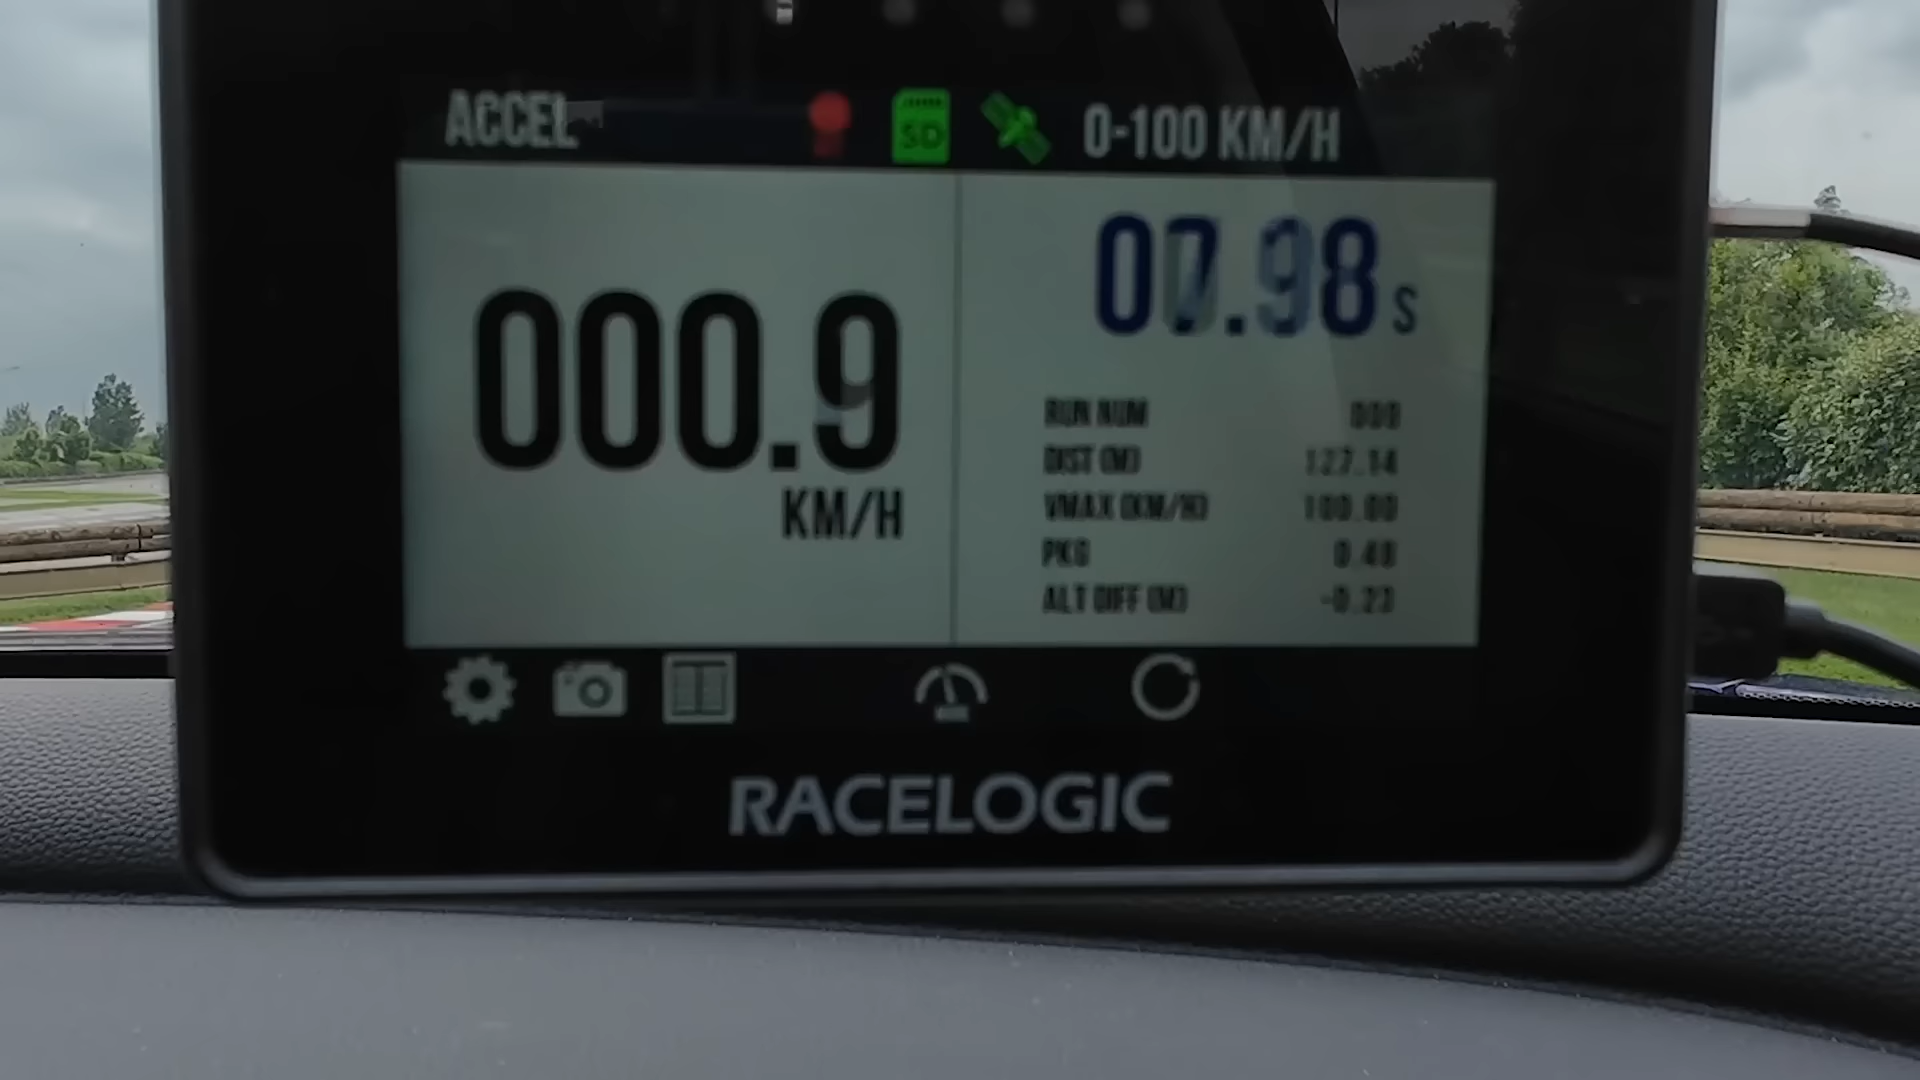 ACCEL
SD
0-100 KM/H
000.9
KM/H
07.98 s
RUN NUM 000
DIST (M) 127.14
VMAX (KM/H) 100.00
PKG 0.48
ALT DIFF (M) -0.23
RACELOGIC